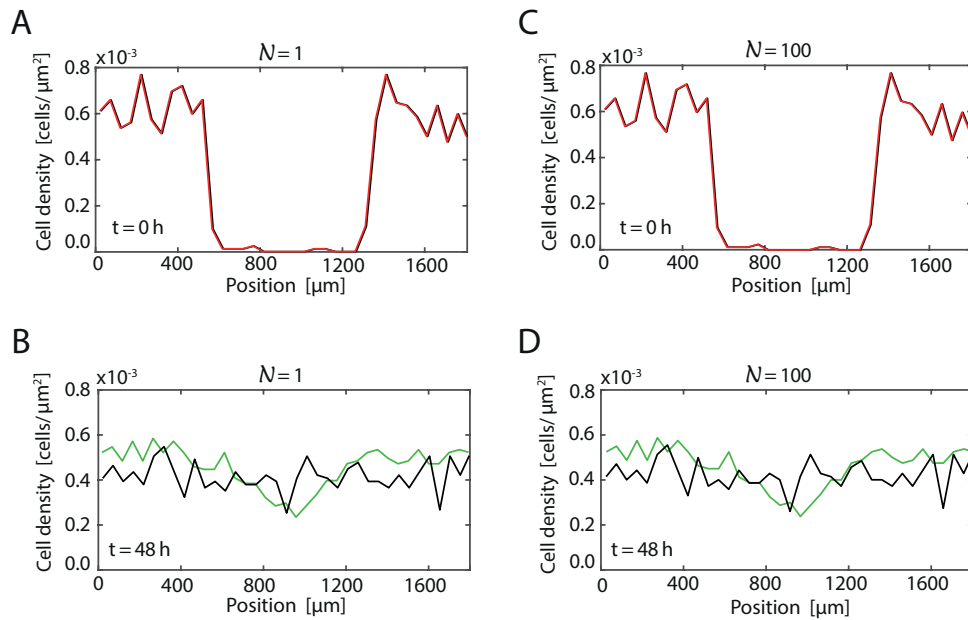 A
x10-3
N = 1
Cell density [cells/ µm2]
0.8
0.6
0.4
0.2
0.0
t = 0 h
0
400
800
1200
1600
Position [µm]
C
x10-3
N = 100
Cell density [cells/ µm2]
0.8
0.6
0.4
0.2
0.0
t = 0 h
0
400
800
1200
1600
Position [µm]
B
x10-3
N = 1
Cell density [cells/ µm2]
0.8
0.6
0.4
0.2
0.0
t = 48 h
0
400
800
1200
1600
Position [µm]
D
x10-3
N = 100
Cell density [cells/ µm2]
0.8
0.6
0.4
0.2
0.0
t = 48 h
0
400
800
1200
1600
Position [µm]